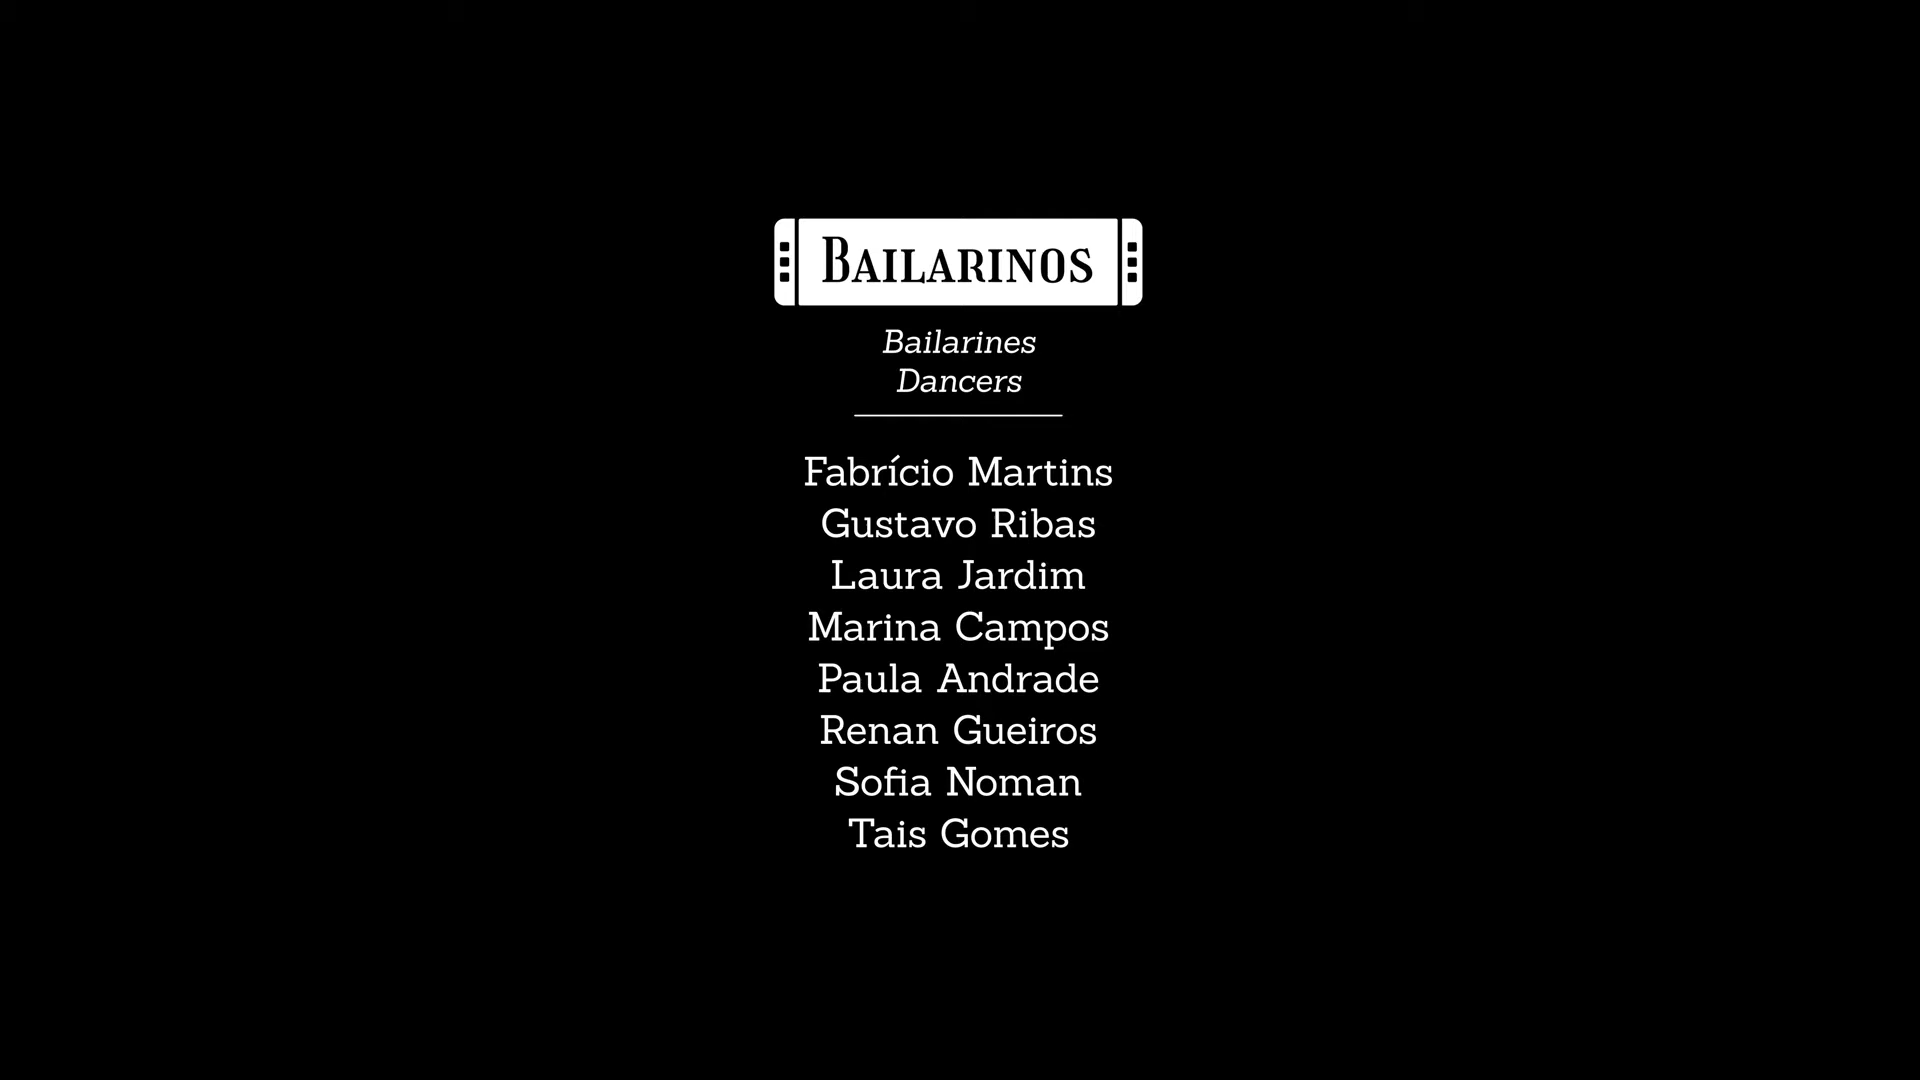 Bailarinos
Bailarines
Dancers
Fabrício Martins
Gustavo Ribas
Laura Jardim
Marina Campos
Paula Andrade
Renan Gueiros
Sofia Noman
Tais Gomes